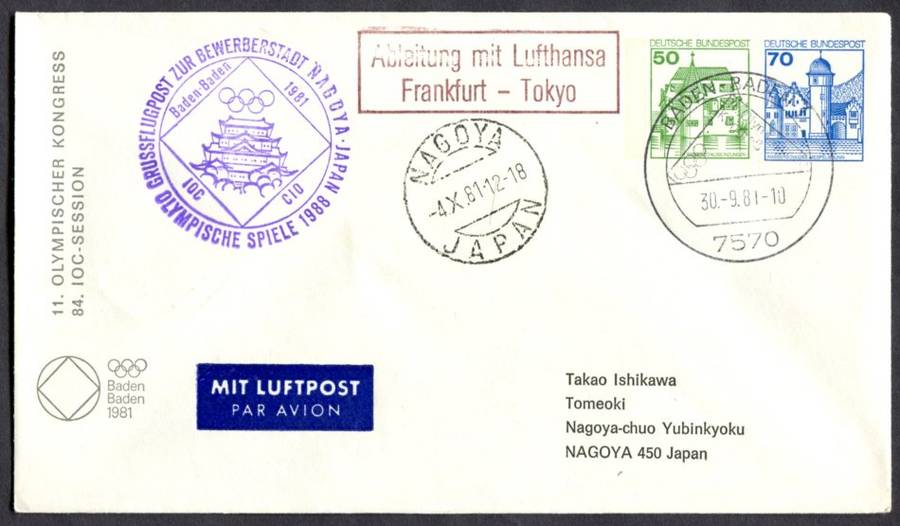 11. OLYMPISCHER KONGRESS
84. IOC-SESSION
GRUSSFLUGPOST ZUR BEWERBERSTADT NAGOYA·JAPAN
OLYMPISCHE SPIELE 1988
Baden-Baden
1981
IOC
CIO
Ableitung mit Lufthansa
Frankfurt – Tokyo
NAGOYA
-4.X.81-12-18
JAPAN
DEUTSCHE BUNDESPOST
50
DEUTSCHE BUNDESPOST
70
BADEN-BADEN
30.-9.81-10
7570
Baden
Baden
1981
MIT LUFTPOST
PAR AVION
Takao Ishikawa
Tomeoki
Nagoya-chuo Yubinkyoku
NAGOYA 450 Japan